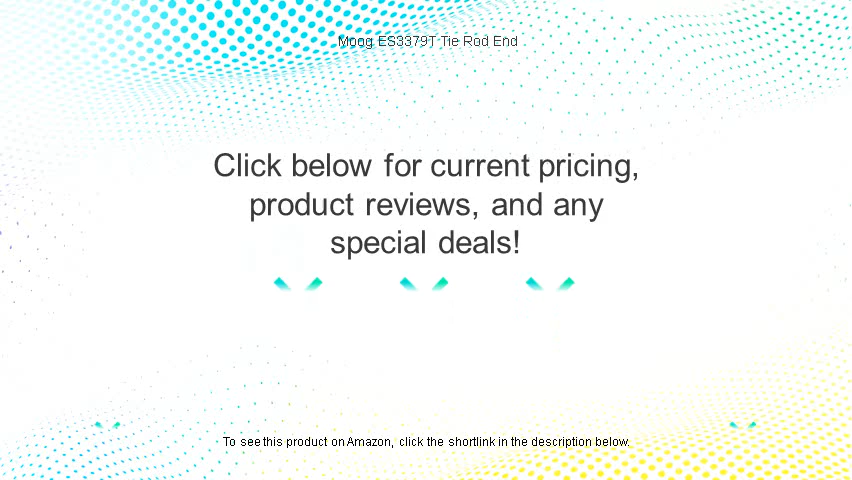 Moog ES3379T Tie Rod End
Click below for current pricing,
product reviews, and any
special deals!
To see this product on Amazon, click the shortlink in the description below.